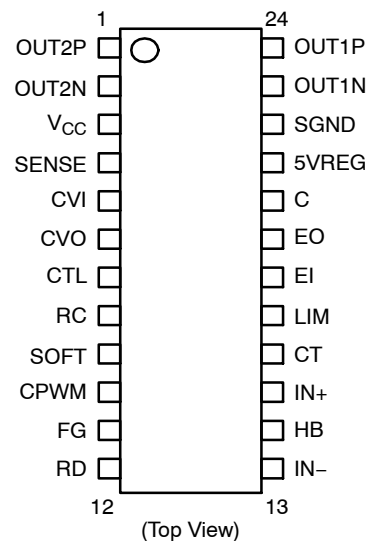 1 24
OUT2P OUT1P
OUT2N OUT1N
VCC SGND
SENSE 5VREG
CVI C
CVO EO
CTL EI
RC LIM
SOFT CT
CPWM IN+
FG HB
RD IN−
12 13
(Top View)